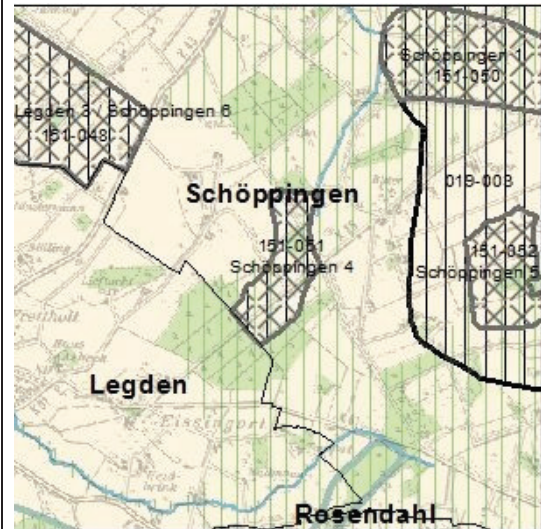 Schöppingen 1
151-050
Legden 3
Schöppingen 6
151-048
019-003
Schöppingen
151-051
Schöppingen 4
151-052
Schöppingen 5
Legden
Rosendahl